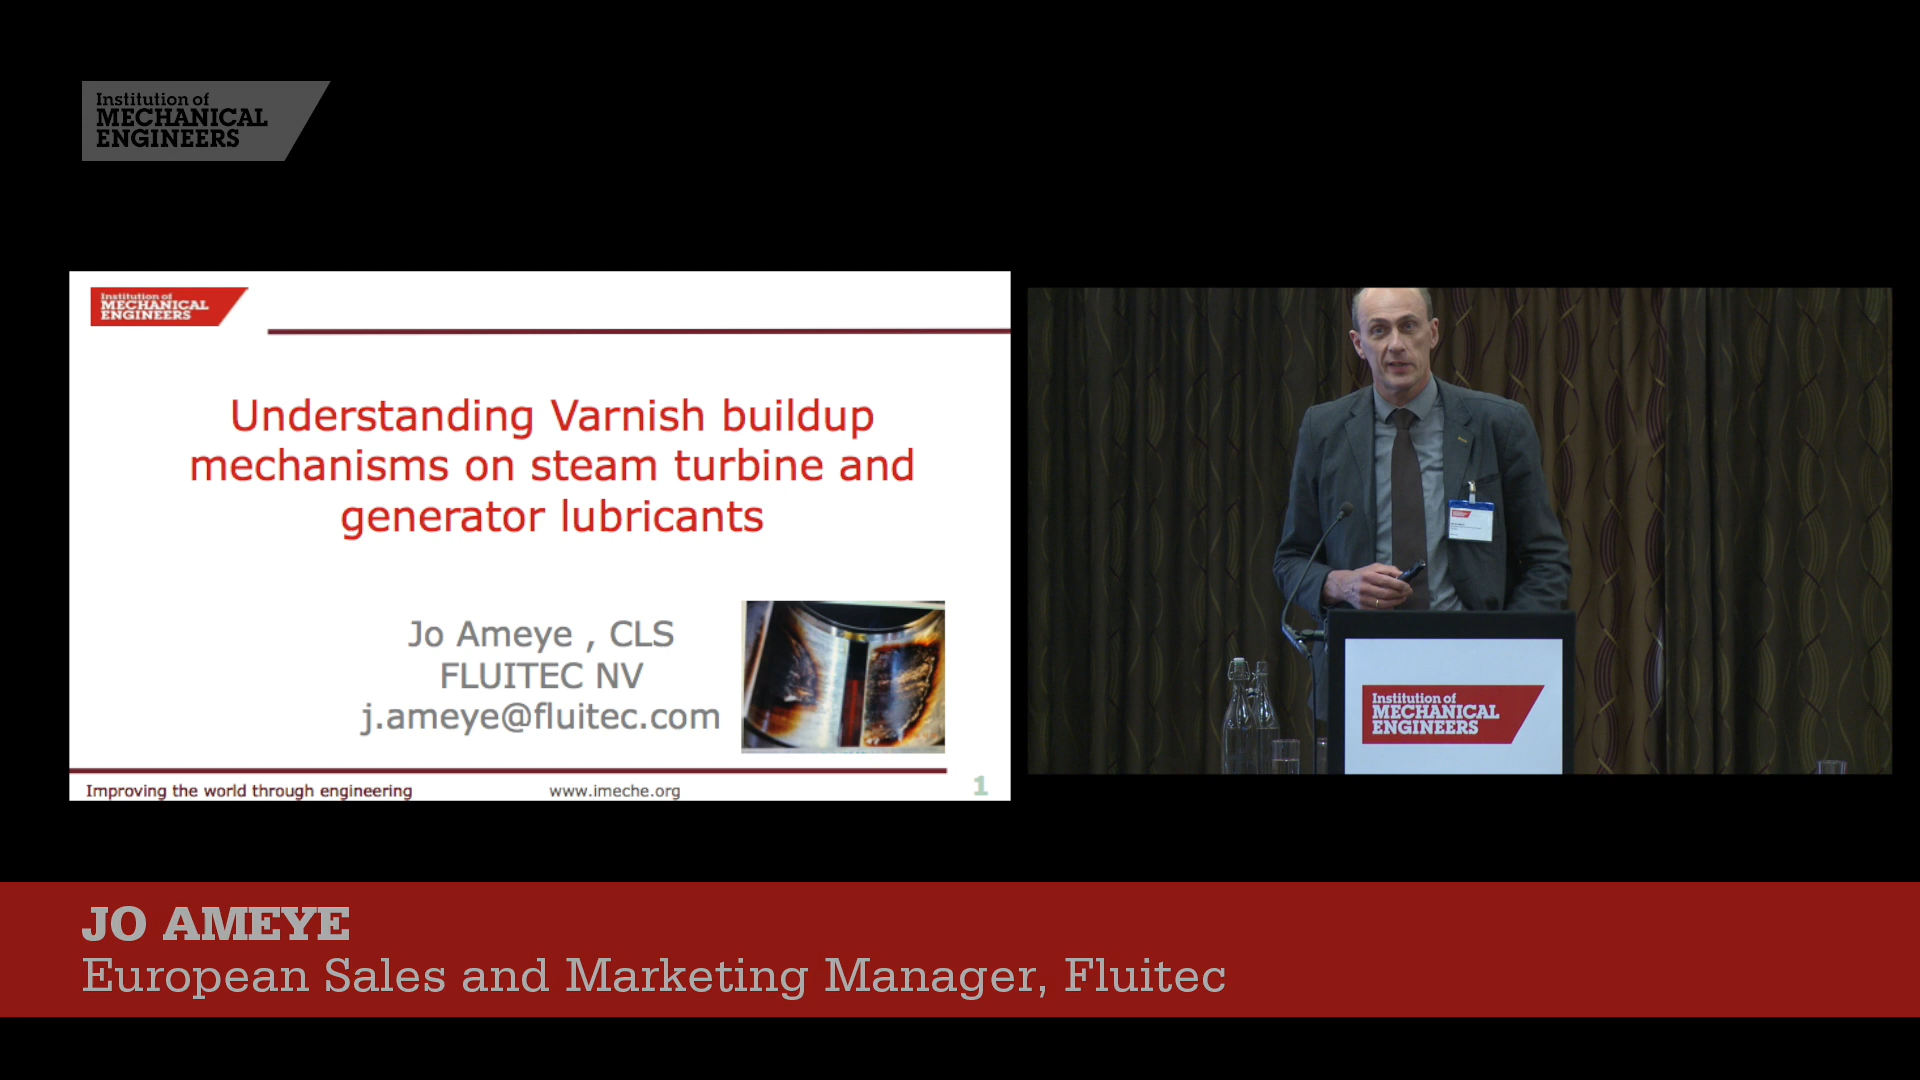 Institution of
MECHANICAL
ENGINEERS
Institution of
MECHANICAL
ENGINEERS
Understanding Varnish buildup
mechanisms on steam turbine and
generator lubricants
Jo Ameye , CLS
FLUITEC NV
j.ameye@fluitec.com
Improving the world through engineering
www.imeche.org
1
Institution of
MECHANICAL
ENGINEERS
JO AMEYE
European Sales and Marketing Manager, Fluitec